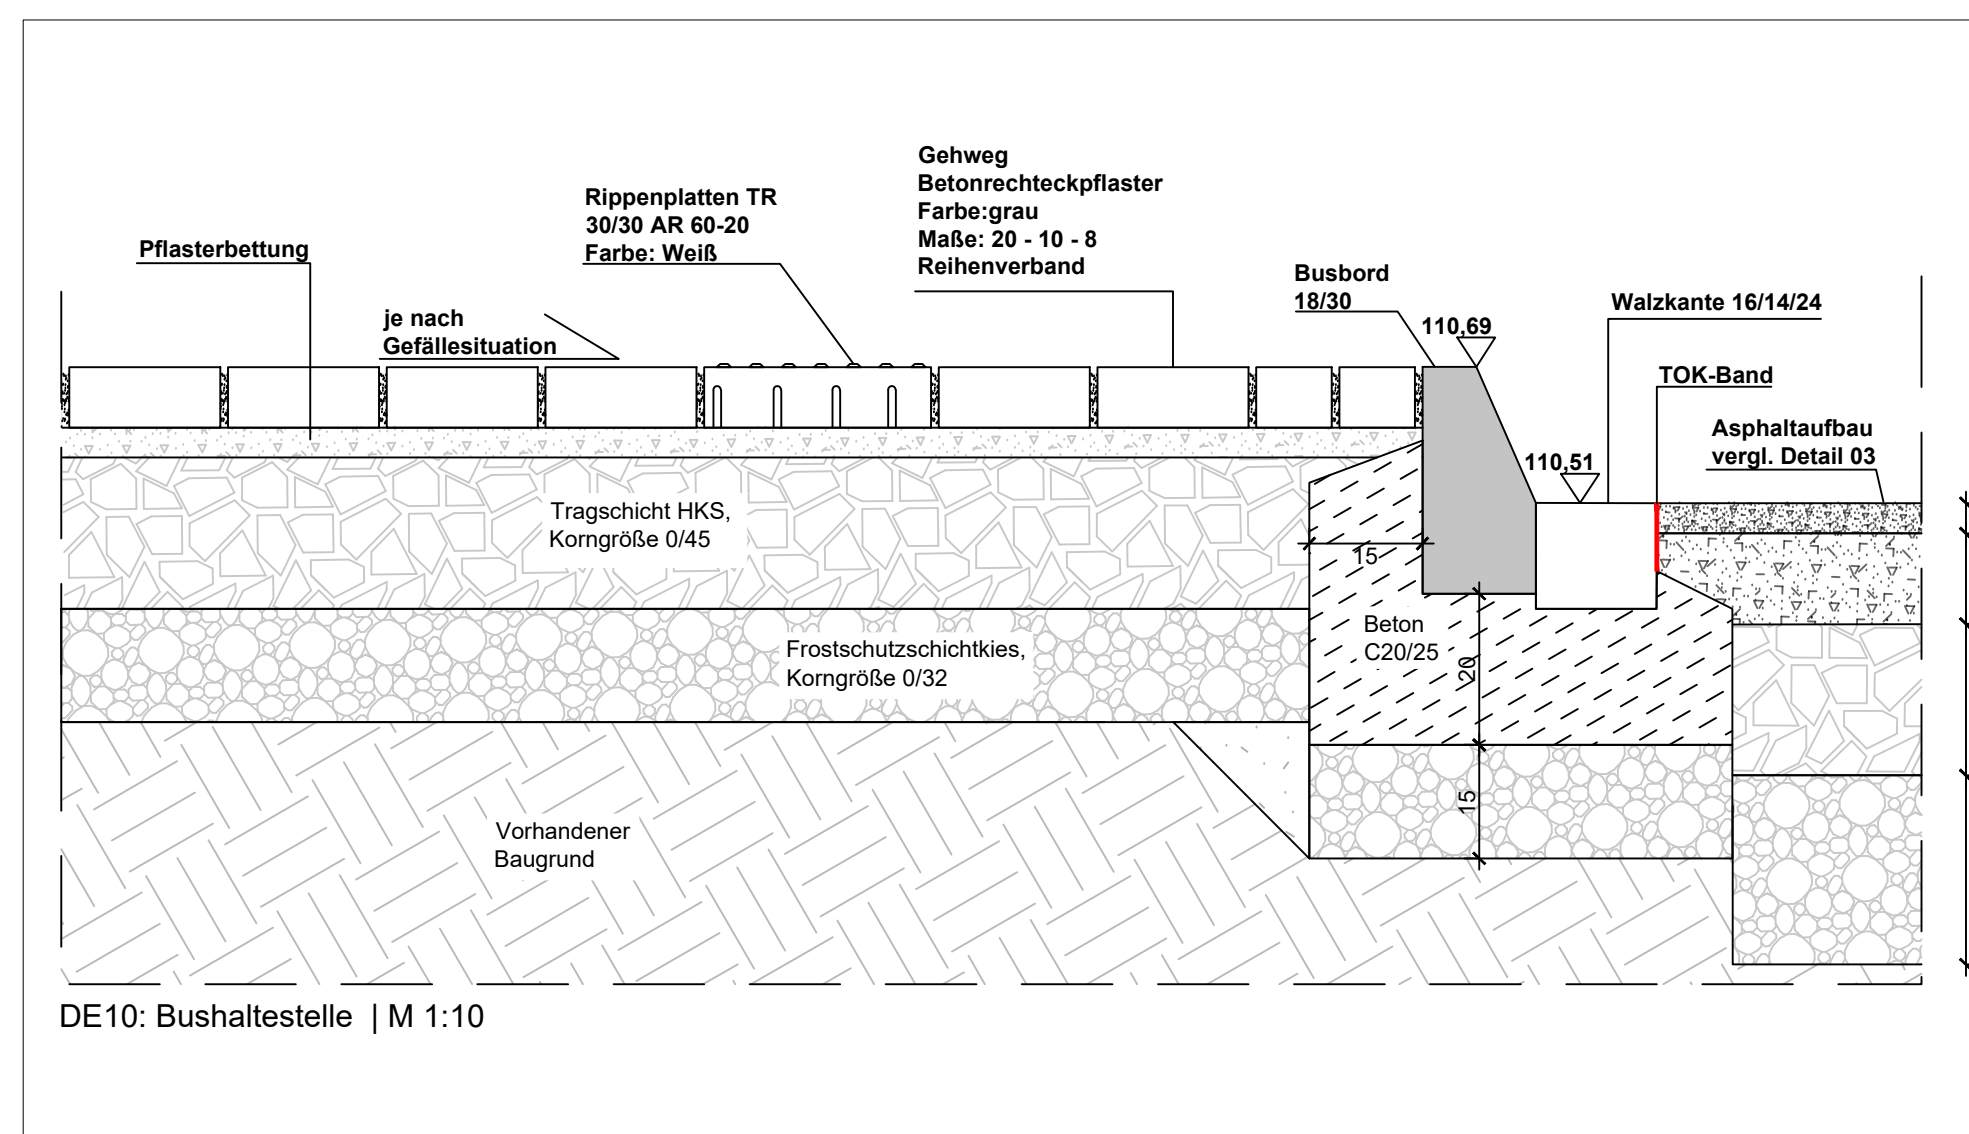 Gehweg
Betonrechteckpflaster
Farbe:grau
Maße: 20 - 10 - 8
Reihenverband
Rippenplatten TR
30/30 AR 60-20
Farbe: Weiß
Pflasterbettung
je nach
Gefällesituation
Busbord
18/30
110,69
Walzkante 16/14/24
TOK-Band
Asphaltaufbau
vergl. Detail 03
110,51
Tragschicht HKS,
Korngröße 0/45
15
Beton
C20/25
20
Frostschutzschichtkies,
Korngröße 0/32
15
Vorhandener
Baugrund
DE10: Bushaltestelle | M 1:10